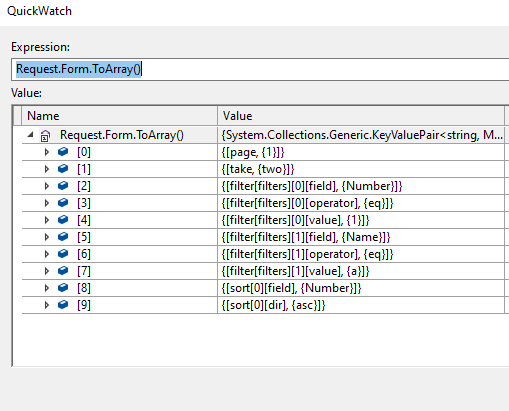 QuickWatch
Expression:
Request.Form.ToArray()
Value:
Name Value
Request.Form.ToArray() {System.Collections.Generic.KeyValuePair<string, M...
[0] {[page, {1}]}
[1] {[take, {two}]}
[2] {[filter[filters][0][field], {Number}]}
[3] {[filter[filters][0][operator], {eq}]}
[4] {[filter[filters][0][value], {1}]}
[5] {[filter[filters][1][field], {Name}]}
[6] {[filter[filters][1][operator], {eq}]}
[7] {[filter[filters][1][value], {a}]}
[8] {[sort[0][field], {Number}]}
[9] {[sort[0][dir], {asc}]}